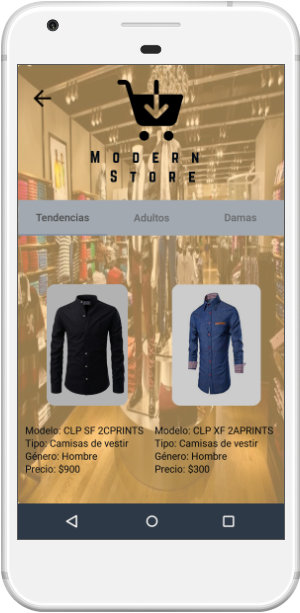 Modern
Store
Tendencias Adultos Damas
Modelo: CLP SF 2CPRINTS
Tipo: Camisas de vestir
Género: Hombre
Precio: $900
Modelo: CLP XF 2APRINTS
Tipo: Camisas de vestir
Género: Hombre
Precio: $300